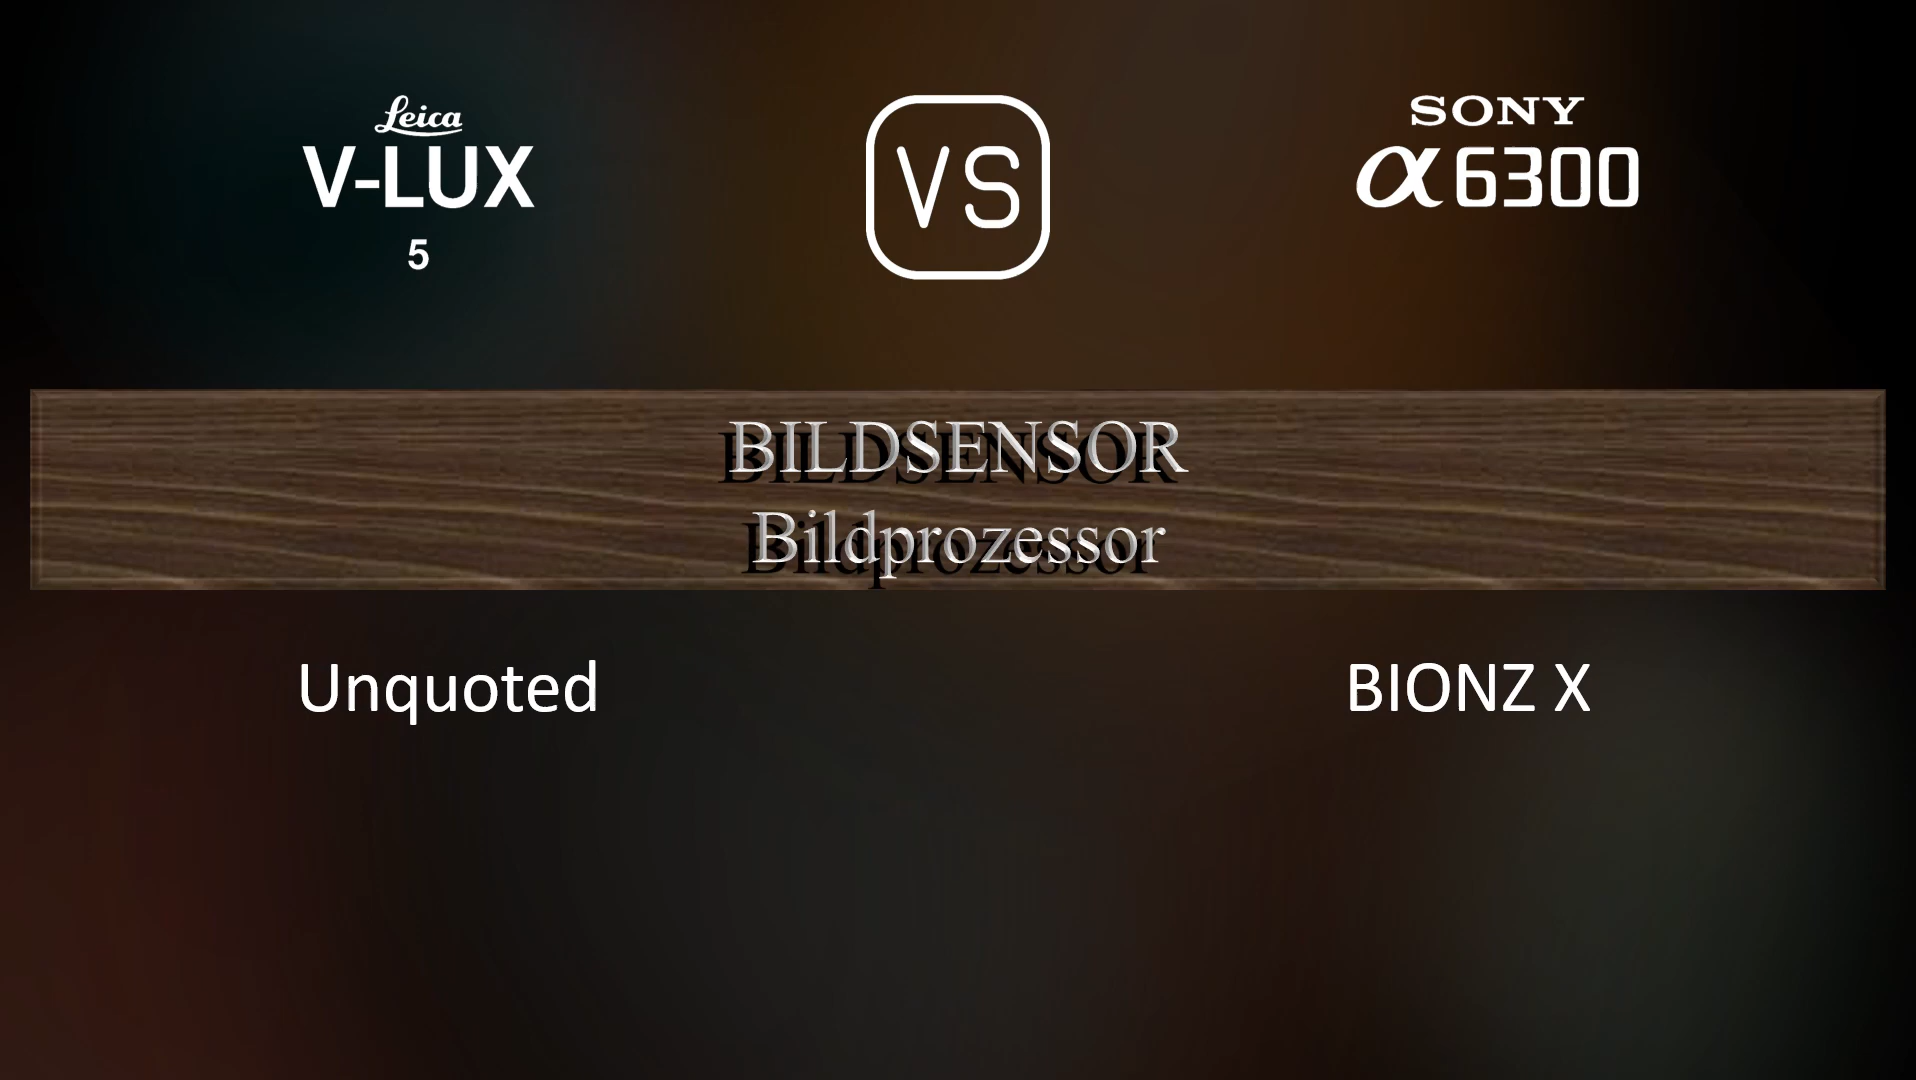 Leica
V-LUX
5
VS
SONY
α6300
BILDSENSOR
Bildprozessor
Unquoted
BIONZ X